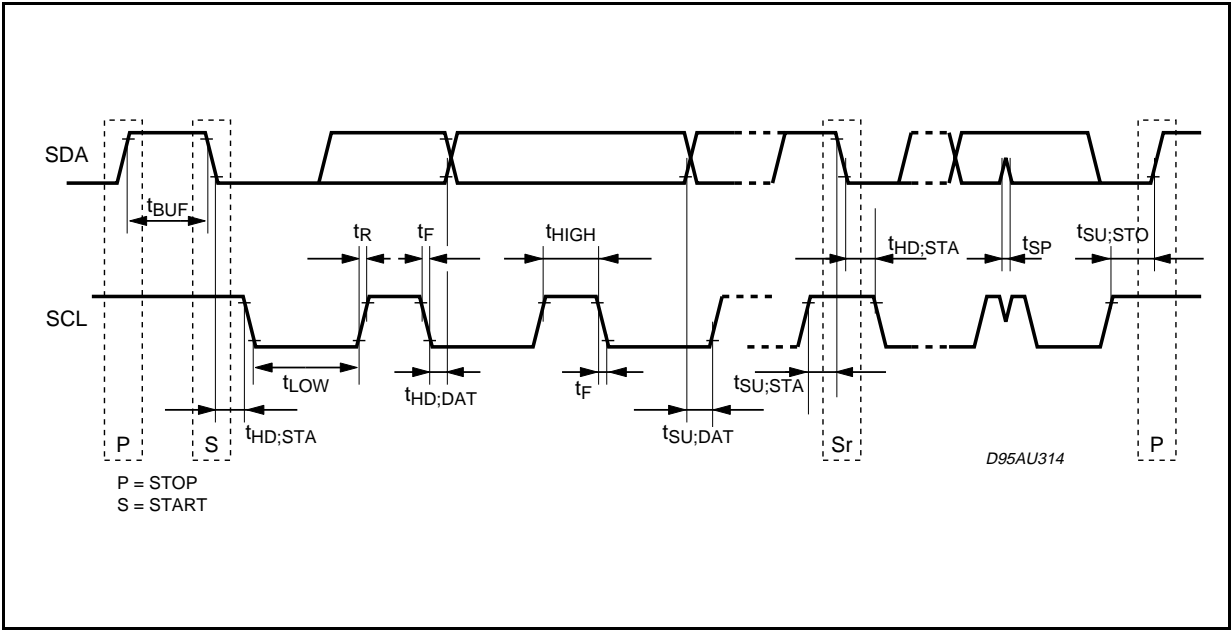 SDA
tBUF
tR
tF
tHIGH
tHD;STA
tSP
tSU;STO
SCL
tLOW
tHD;DAT
tF
tSU;STA
tHD;STA
tSU;DAT
P
S
Sr
D95AU314
P
P = STOP
S = START